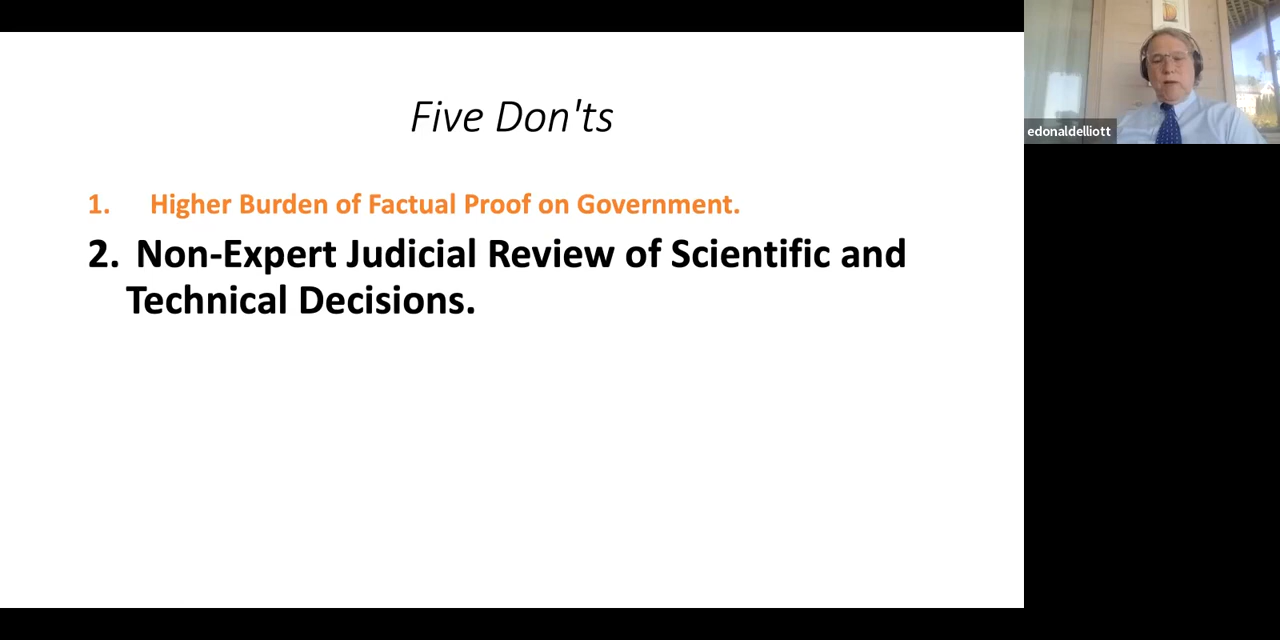 Five Don'ts
1. Higher Burden of Factual Proof on Government.
2. Non-Expert Judicial Review of Scientific and
Technical Decisions.
edonaldelliott